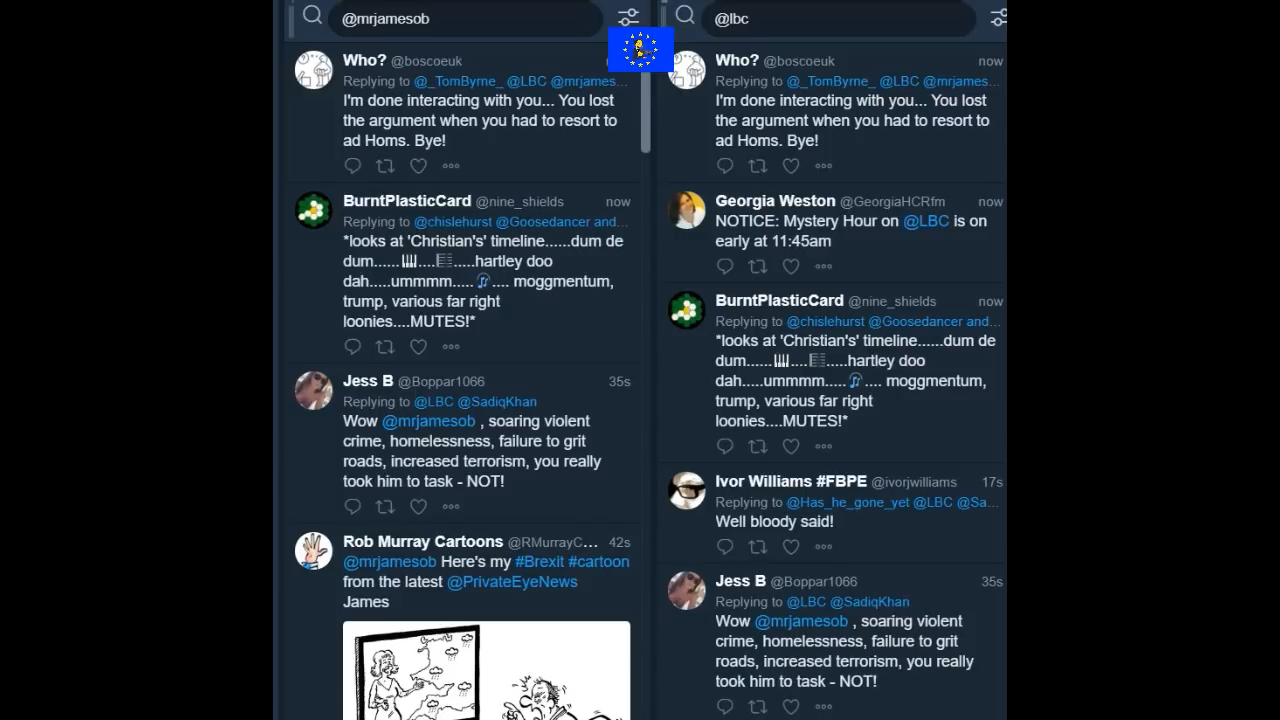 @mrjamesob
Who? @boscoeuk
Replying to @_TomByrne_ @LBC @mrjames...
I'm done interacting with you... You lost
the argument when you had to resort to
ad Homs. Bye!
BurntPlasticCard @nine_shields now
Replying to @chislehurst @Goosedancer and...
*looks at 'Christian's' timeline......dum de
dum...... .... .....hartley doo
dah.....ummmm..... .... moggmentum,
trump, various far right
loonies....MUTES!*
Jess B @Boppar1066 35s
Replying to @LBC @SadiqKhan
Wow @mrjamesob , soaring violent
crime, homelessness, failure to grit
roads, increased terrorism, you really
took him to task - NOT!
Rob Murray Cartoons @RMurrayC... 42s
@mrjamesob Here's my #Brexit #cartoon
from the latest @PrivateEyeNews
James
@lbc
Who? @boscoeuk now
Replying to @_TomByrne_ @LBC @mrjames...
I'm done interacting with you... You lost
the argument when you had to resort to
ad Homs. Bye!
Georgia Weston @GeorgiaHCRfm now
NOTICE: Mystery Hour on @LBC is on
early at 11:45am
BurntPlasticCard @nine_shields now
Replying to @chislehurst @Goosedancer and...
*looks at 'Christian's' timeline......dum de
dum...... .... .....hartley doo
dah.....ummmm..... .... moggmentum,
trump, various far right
loonies....MUTES!*
Ivor Williams #FBPE @ivorjwilliams 17s
Replying to @Has_he_gone_yet @LBC @Sa...
Well bloody said!
Jess B @Boppar1066 35s
Replying to @LBC @SadiqKhan
Wow @mrjamesob , soaring violent
crime, homelessness, failure to grit
roads, increased terrorism, you really
took him to task - NOT!